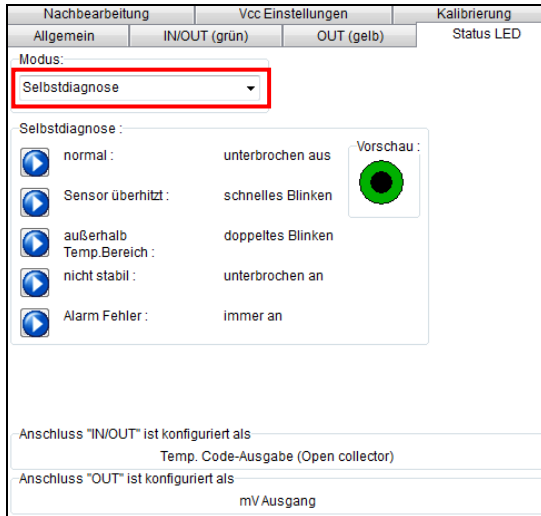 Nachbearbeitung Vcc Einstellungen Kalibrierung
Allgemein IN/OUT (grün) OUT (gelb) Status LED
Modus:
Selbstdiagnose
Selbstdiagnose :
Vorschau :
normal : unterbrochen aus
Sensor überhitzt : schnelles Blinken
außerhalb doppeltes Blinken
Temp.Bereich :
nicht stabil : unterbrochen an
Alarm Fehler : immer an
Anschluss "IN/OUT" ist konfiguriert als
Temp. Code-Ausgabe (Open collector)
Anschluss "OUT" ist konfiguriert als
mV Ausgang